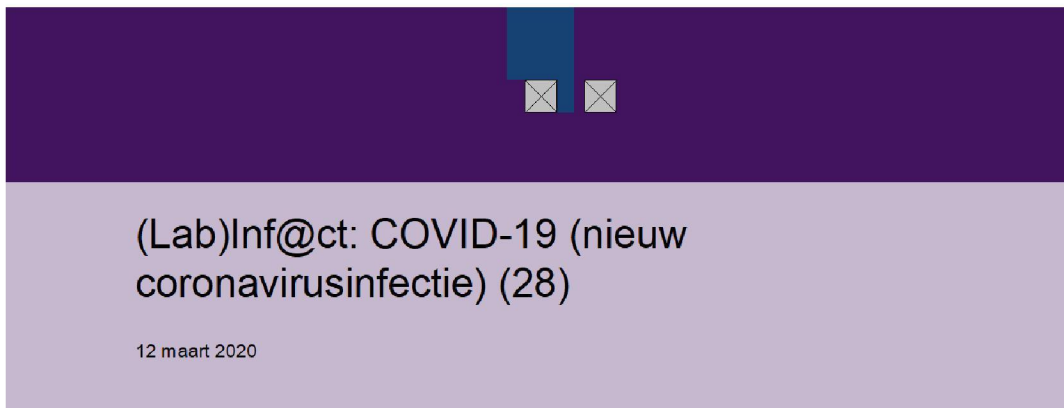 (Lab)Inf@ct: COVID-19 (nieuw
coronavirusinfectie) (28)
12 maart 2020